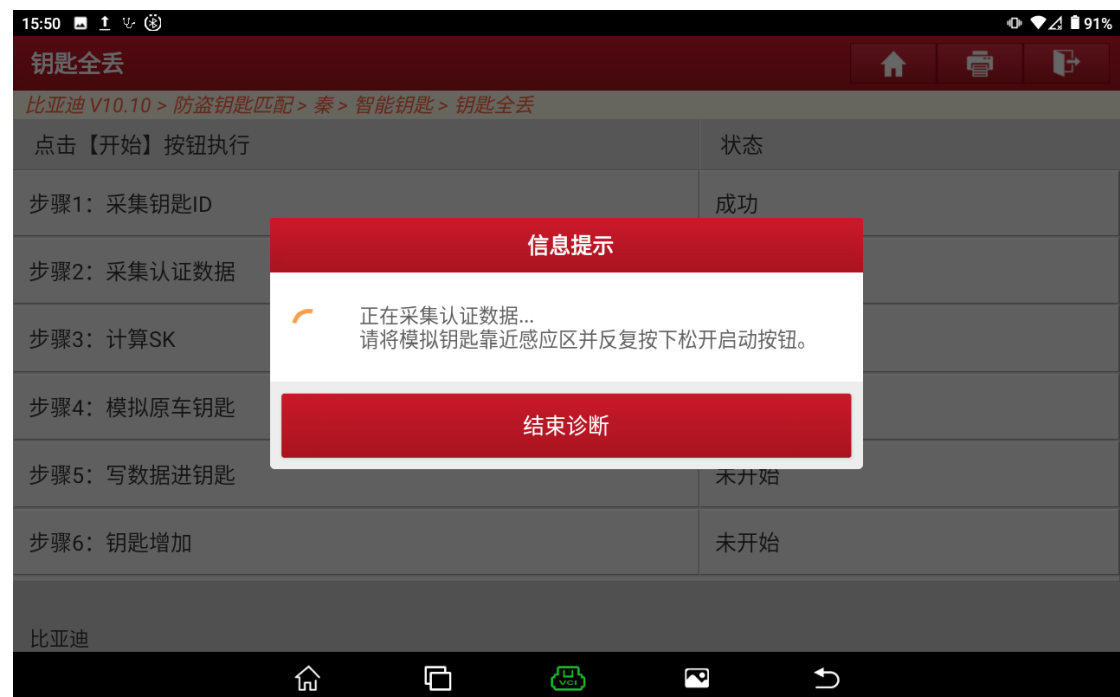 15:50
91%
钥匙全丢
比亚迪 V10.10 > 防盗钥匙匹配 > 秦 > 智能钥匙 > 钥匙全丢
点击【开始】按钮执行
状态
步骤1：采集钥匙ID
成功
步骤2：采集认证数据
步骤3：计算SK
步骤4：模拟原车钥匙
步骤5：写数据进钥匙
未开始
步骤6：钥匙增加
未开始
信息提示
正在采集认证数据...
请将模拟钥匙靠近感应区并反复按下松开启动按钮。
结束诊断
比亚迪
VCI